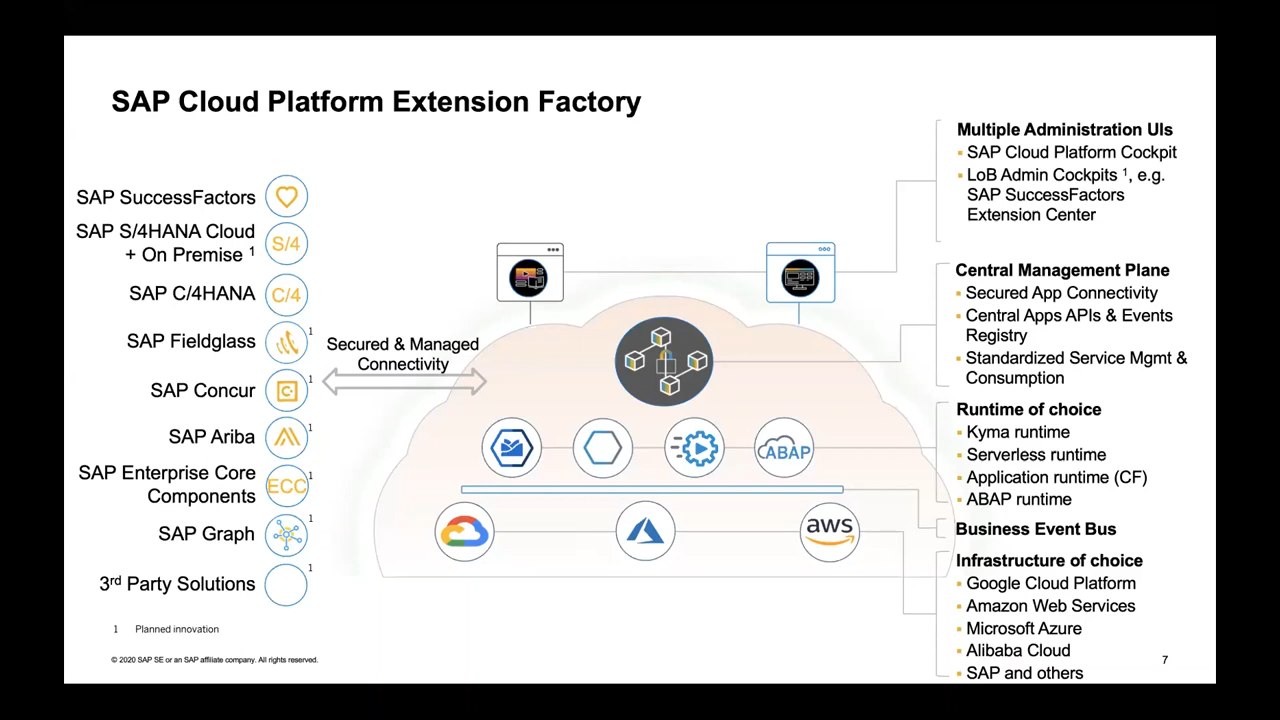 SAP Cloud Platform Extension Factory
SAP SuccessFactors
SAP S/4HANA Cloud
+ On Premise ¹
S/4
SAP C/4HANA
C/4
SAP Fieldglass
1
SAP Concur
1
SAP Ariba
1
SAP Enterprise Core
Components
ECC
1
SAP Graph
1
3rd Party Solutions
1
Secured & Managed
Connectivity
ABAP
aws
Multiple Administration UIs
▪ SAP Cloud Platform Cockpit
▪ LoB Admin Cockpits ¹, e.g.
SAP SuccessFactors
Extension Center
Central Management Plane
▪ Secured App Connectivity
▪ Central Apps APIs & Events
Registry
▪ Standardized Service Mgmt &
Consumption
Runtime of choice
▪ Kyma runtime
▪ Serverless runtime
▪ Application runtime (CF)
▪ ABAP runtime
Business Event Bus
Infrastructure of choice
▪ Google Cloud Platform
▪ Amazon Web Services
▪ Microsoft Azure
▪ Alibaba Cloud
▪ SAP and others
1 Planned innovation
© 2020 SAP SE or an SAP affiliate company. All rights reserved.
7